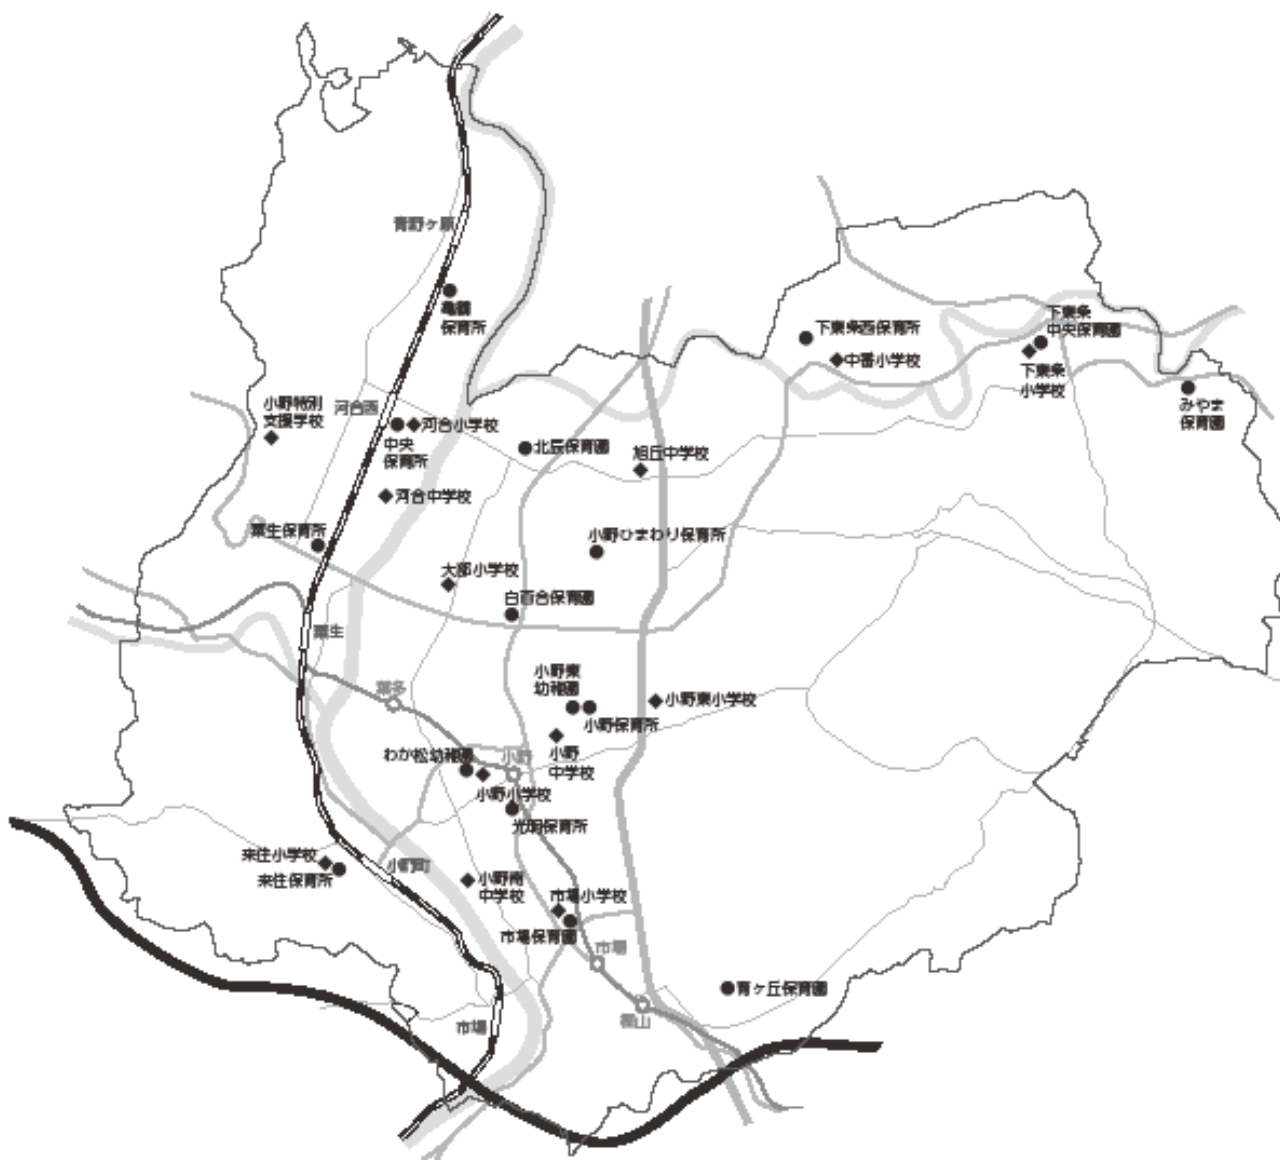 青野ヶ原
亀鶴
保育所
下東条
中央保育園
下東条西保育所
中番小学校
下東条
小学校
みやま
保育園
小野特別
支援学校
河合西
河合小学校
中央
保育所
北辰保育園
旭丘中学校
河合中学校
粟生保育所
小野ひまわり保育所
大部小学校
白百合保育園
粟生
小野東
幼稚園
葉多
小野東小学校
小野保育所
わか松幼稚園
小野
小野
中学校
小野小学校
光明保育所
来住小学校
来住保育所
小野町
小野南
中学校
市場小学校
市場保育園
市場
育ヶ丘保育園
市場
樫山